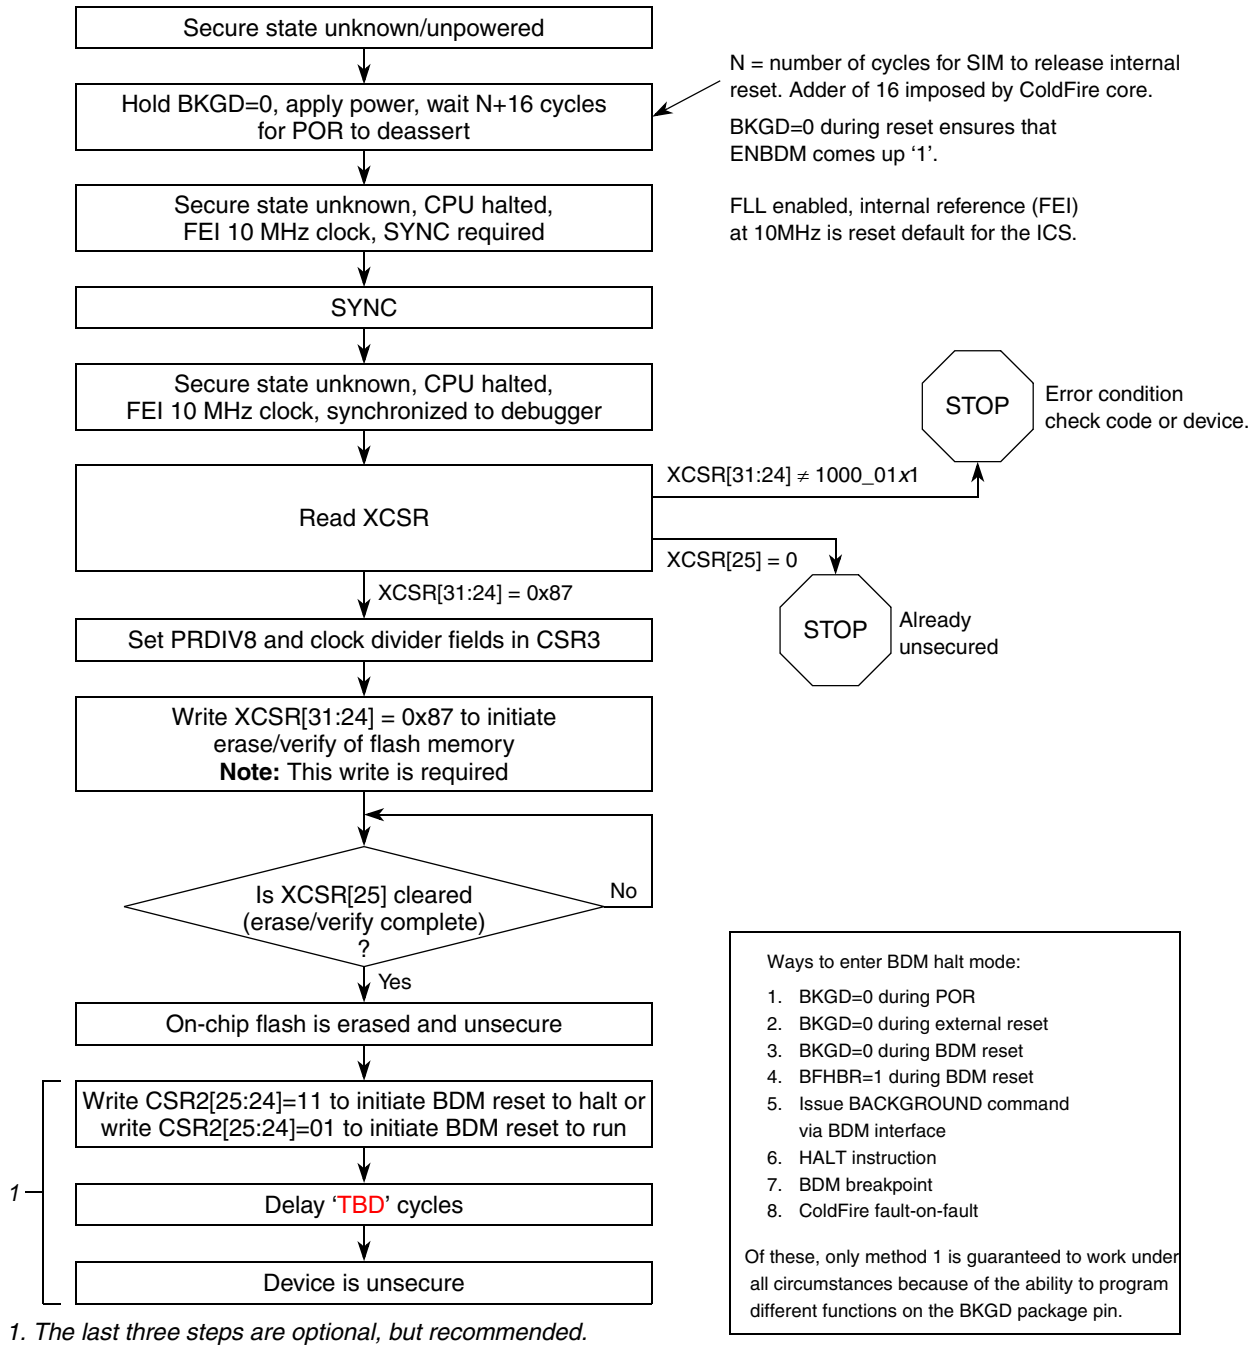 Secure state unknown/unpowered
Hold BKGD=0, apply power, wait N+16 cycles
for POR to deassert
N = number of cycles for SIM to release internal
reset. Adder of 16 imposed by ColdFire core.
BKGD=0 during reset ensures that
ENBDM comes up ‘1’.
FLL enabled, internal reference (FEI)
at 10MHz is reset default for the ICS.
Secure state unknown, CPU halted,
FEI 10 MHz clock, SYNC required
SYNC
Secure state unknown, CPU halted,
FEI 10 MHz clock, synchronized to debugger
STOP
Error condition
check code or device.
XCSR[31:24] ≠ 1000_01x1
Read XCSR
XCSR[25] = 0
STOP
Already
unsecured
XCSR[31:24] = 0x87
Set PRDIV8 and clock divider fields in CSR3
Write XCSR[31:24] = 0x87 to initiate
erase/verify of flash memory
Note: This write is required
Is XCSR[25] cleared
(erase/verify complete)
?
No
Yes
On-chip flash is erased and unsecure
Write CSR2[25:24]=11 to initiate BDM reset to halt or
write CSR2[25:24]=01 to initiate BDM reset to run
1
Delay ‘TBD’ cycles
Device is unsecure
1. The last three steps are optional, but recommended.
Ways to enter BDM halt mode:
1. BKGD=0 during POR
2. BKGD=0 during external reset
3. BKGD=0 during BDM reset
4. BFHBR=1 during BDM reset
5. Issue BACKGROUND command
via BDM interface
6. HALT instruction
7. BDM breakpoint
8. ColdFire fault-on-fault
Of these, only method 1 is guaranteed to work under
all circumstances because of the ability to program
different functions on the BKGD package pin.